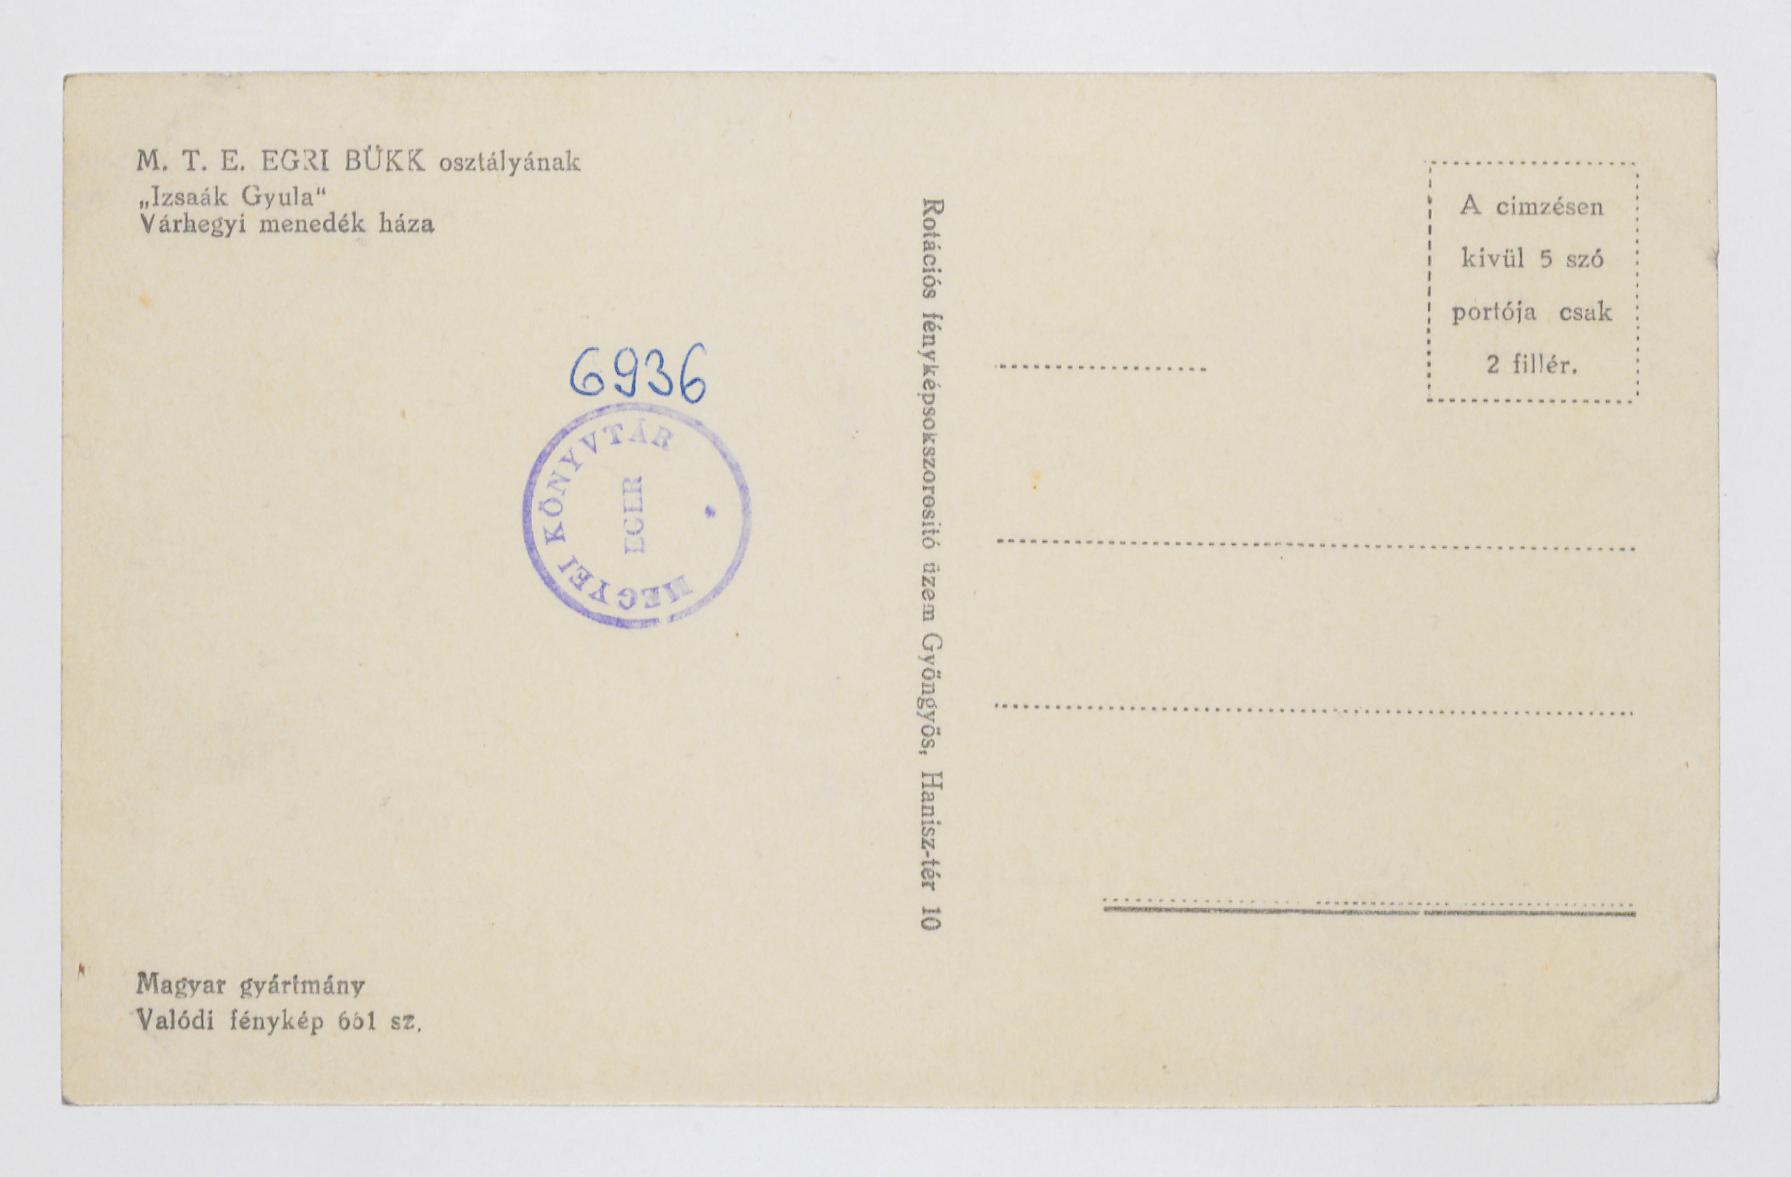 M. T. E. EGRI BÜKK osztályának
„Izsaák Gyula“
Várhegyi menedék háza
6936
MEGYEI KÖNYVTÁR
EGER
*
Magyar gyártmány
Valódi fénykép 661 sz.
Rotációs fényképsokszorositó üzem Gyöngyös, Hanisz-tér 10
A cimzésen
kivül 5 szó
portója csak
2 fillér.